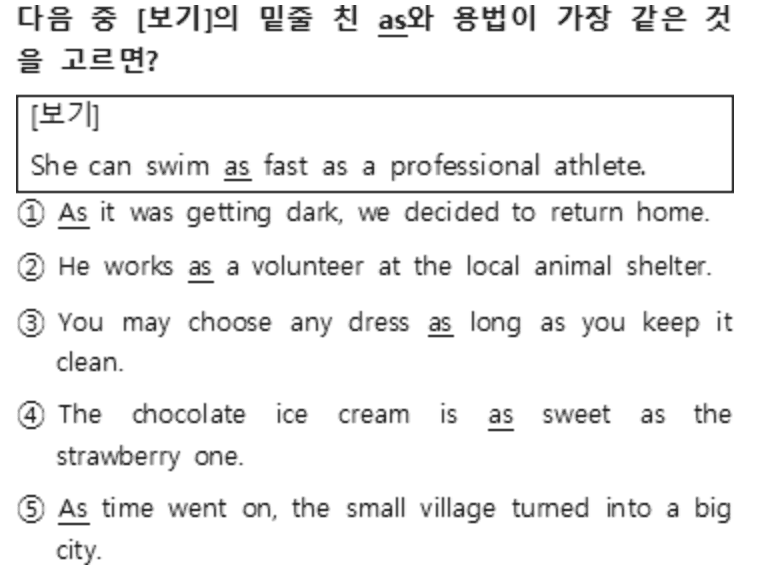 다음 중 [보기]의 밑줄 친 as와 용법이 가장 같은 것
을 고르면?
[보기]
She can swim as fast as a professional athlete.
① As it was getting dark, we decided to return home.
② He works as a volunteer at the local animal shelter.
③ You may choose any dress as long as you keep it
clean.
④ The chocolate ice cream is as sweet as the
strawberry one.
⑤ As time went on, the small village turned into a big
city.